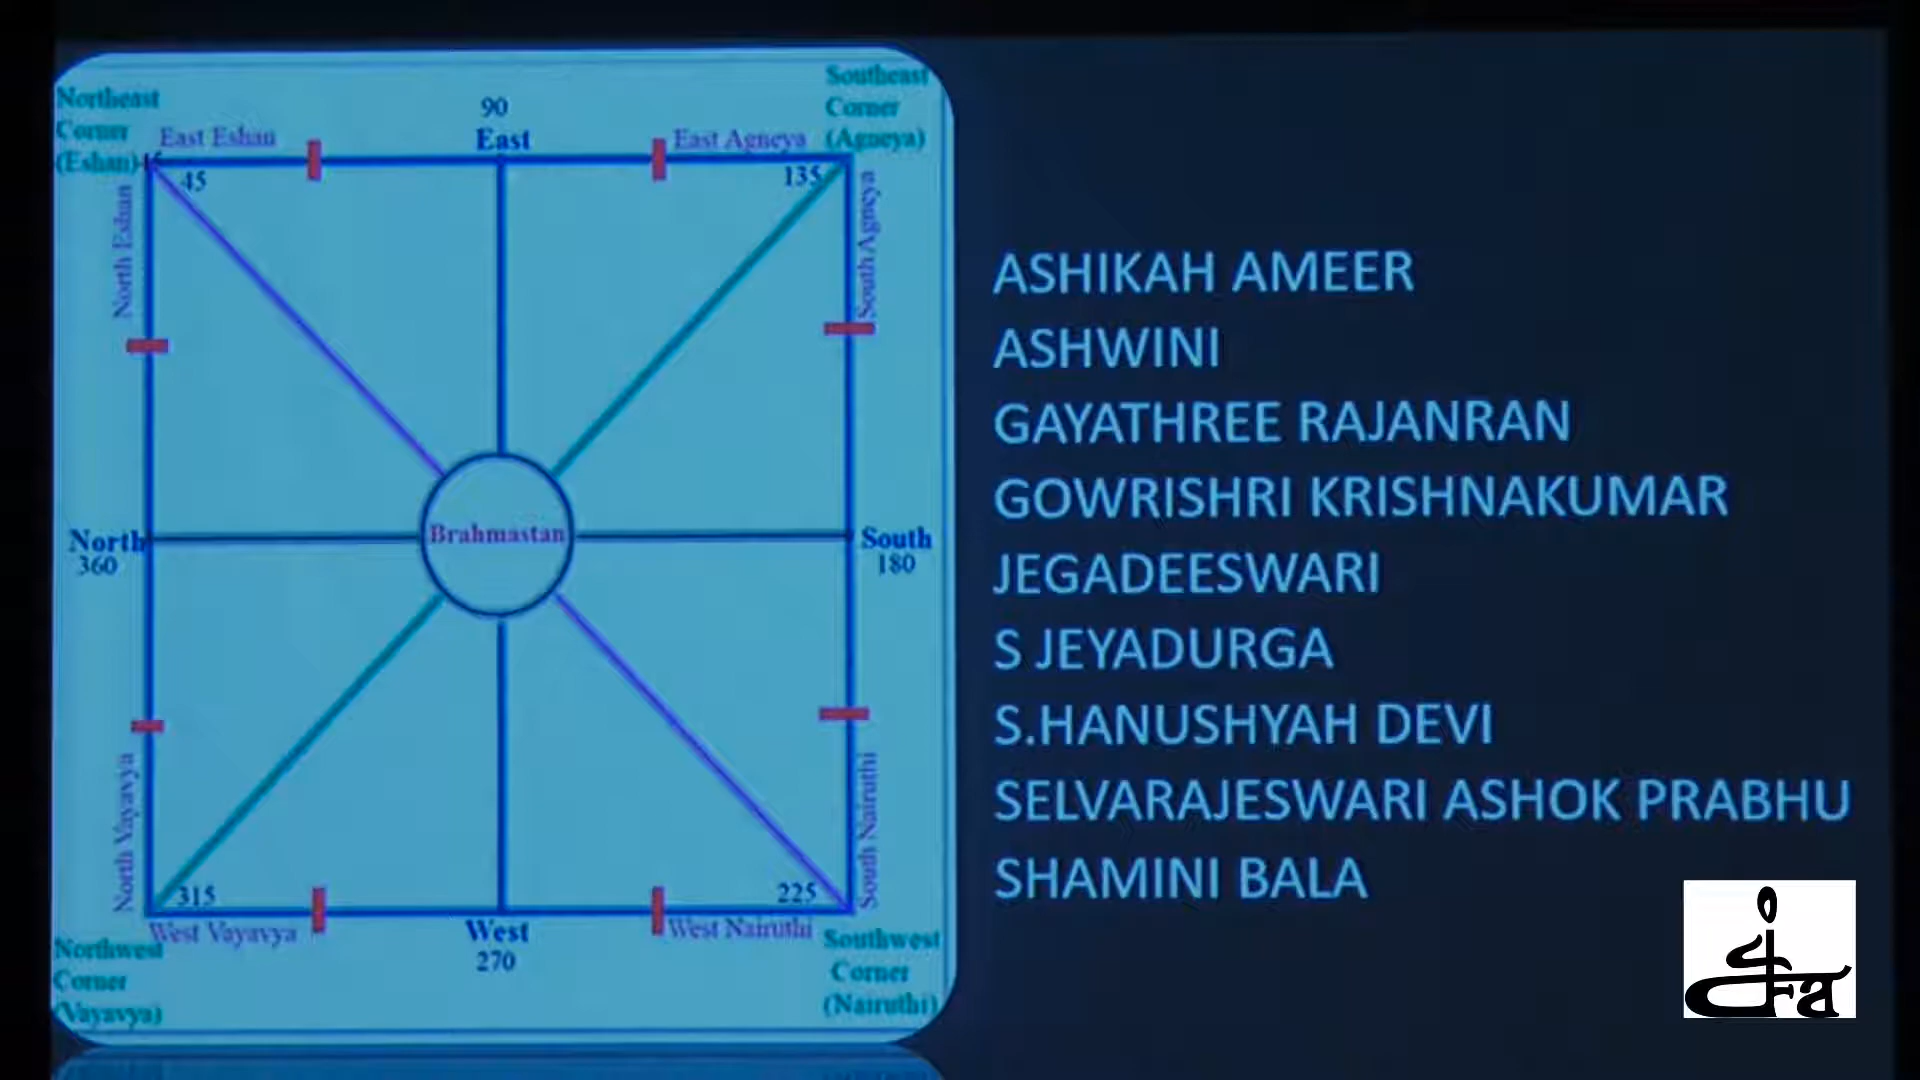 Northeast
Corner
(Eshan)
45
East Eshan
90
East
East Agneya
Southeast
Corner
(Agneya)
45
135
North Eshan
South Agneya
North
360
Brahmastan
South
180
North Vayavya
South Nairuthi
315
225
West Vayavya
West
270
West Nairuthi
Northwest
Corner
(Vayavya)
Southwest
Corner
(Nairuthi)
ASHIKAH AMEER
ASHWINI
GAYATHREE RAJANRAN
GOWRISHRI KRISHNAKUMAR
JEGADEESWARI
S JEYADURGA
S.HANUSHYAH DEVI
SELVARAJESWARI ASHOK PRABHU
SHAMINI BALA